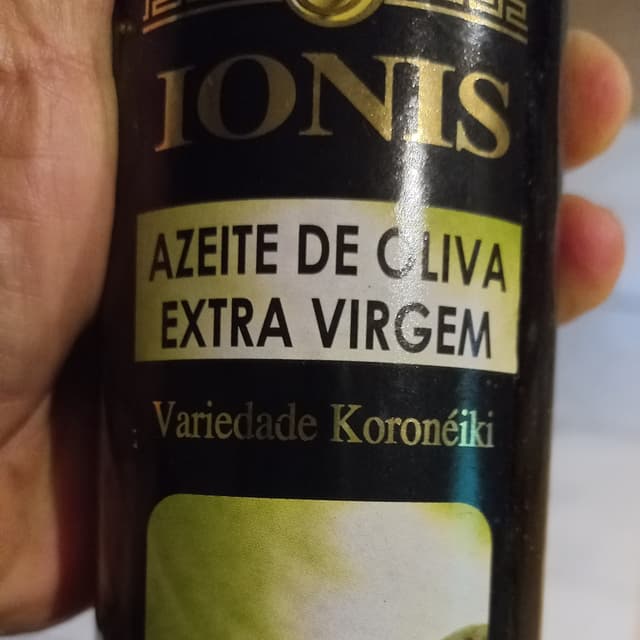 IONIS
AZEITE DE OLIVA
EXTRA VIRGEM
Variedade Koronéiki